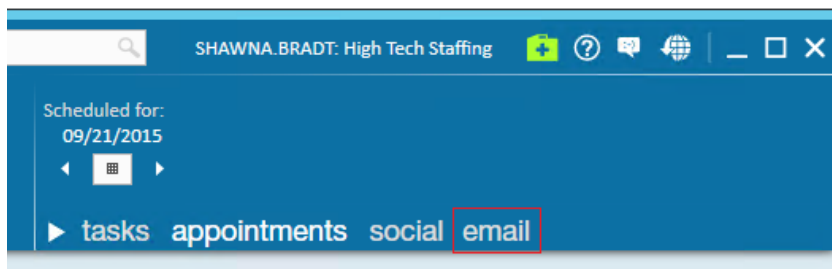 SHAWNA.BRADT: High Tech Staffing
Scheduled for:
09/21/2015
tasks appointments social email